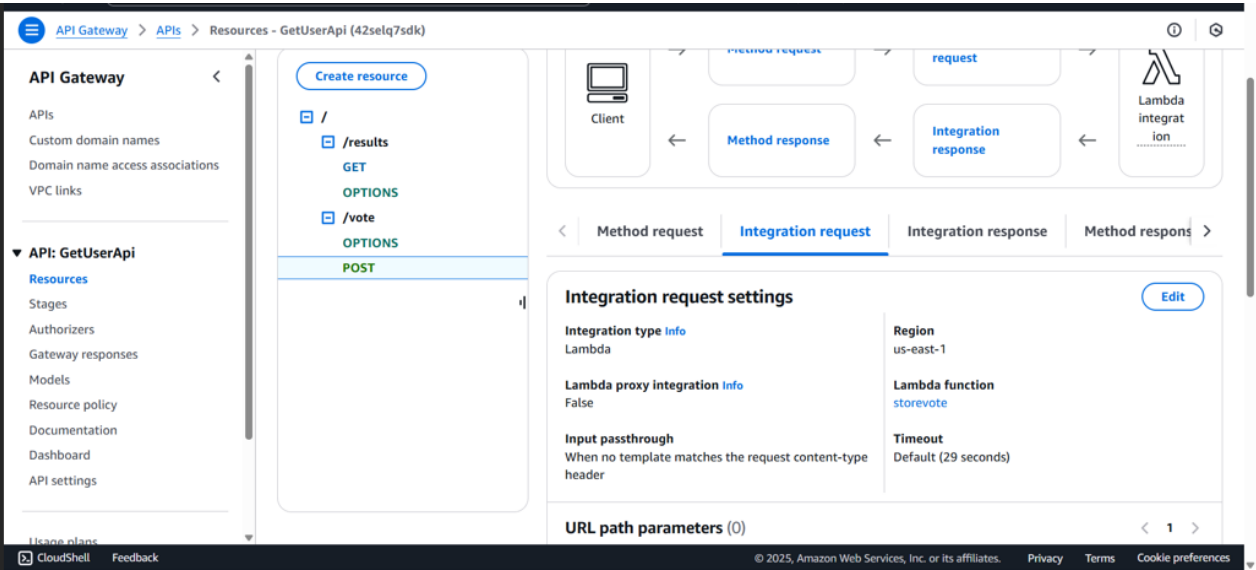 API Gateway > APIs > Resources - GetUserApi (42selq7sdk)
API Gateway
APIs
Custom domain names
Domain name access associations
VPC links
API: GetUserApi
Resources
Stages
Authorizers
Gateway responses
Models
Resource policy
Documentation
Dashboard
API settings
Usage plans
Create resource
/
/results
GET
OPTIONS
/vote
OPTIONS
POST
Client
Method request
request
Lambda
integrat
ion
Method response
Integration
response
Method request
Integration request
Integration response
Method respons
Integration request settings
Edit
Integration type Info
Lambda
Region
us-east-1
Lambda proxy integration Info
False
Lambda function
storevote
Input passthrough
When no template matches the request content-type
header
Timeout
Default (29 seconds)
URL path parameters (0)
< 1 >
CloudShell Feedback © 2025, Amazon Web Services, Inc. or its affiliates. Privacy Terms Cookie preferences